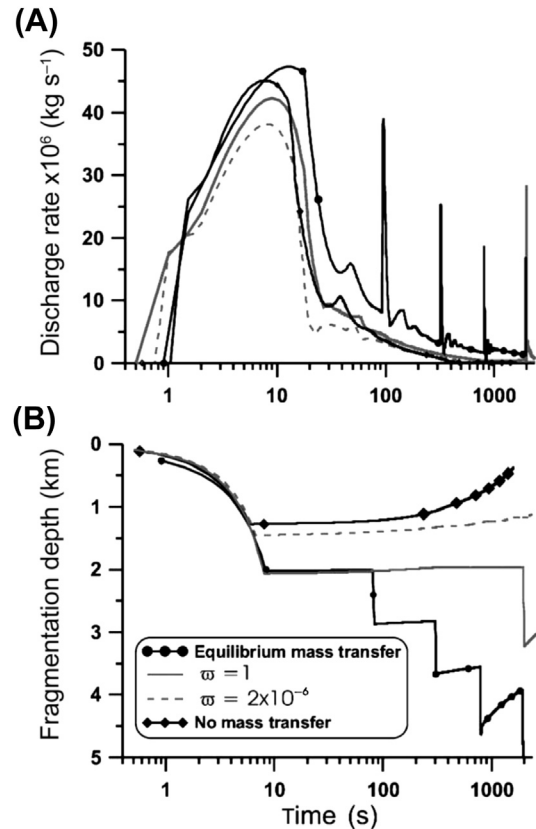 (A)
Discharge rate x10⁶ (kg s⁻¹)
50
40
30
20
10
0
1
10
100
1000
(B)
Fragmentation depth (km)
0
1
2
3
4
5
Equilibrium mass transfer
ϖ =1
ϖ = 2x10⁻⁶
No mass transfer
1
10
100
1000
Time (s)